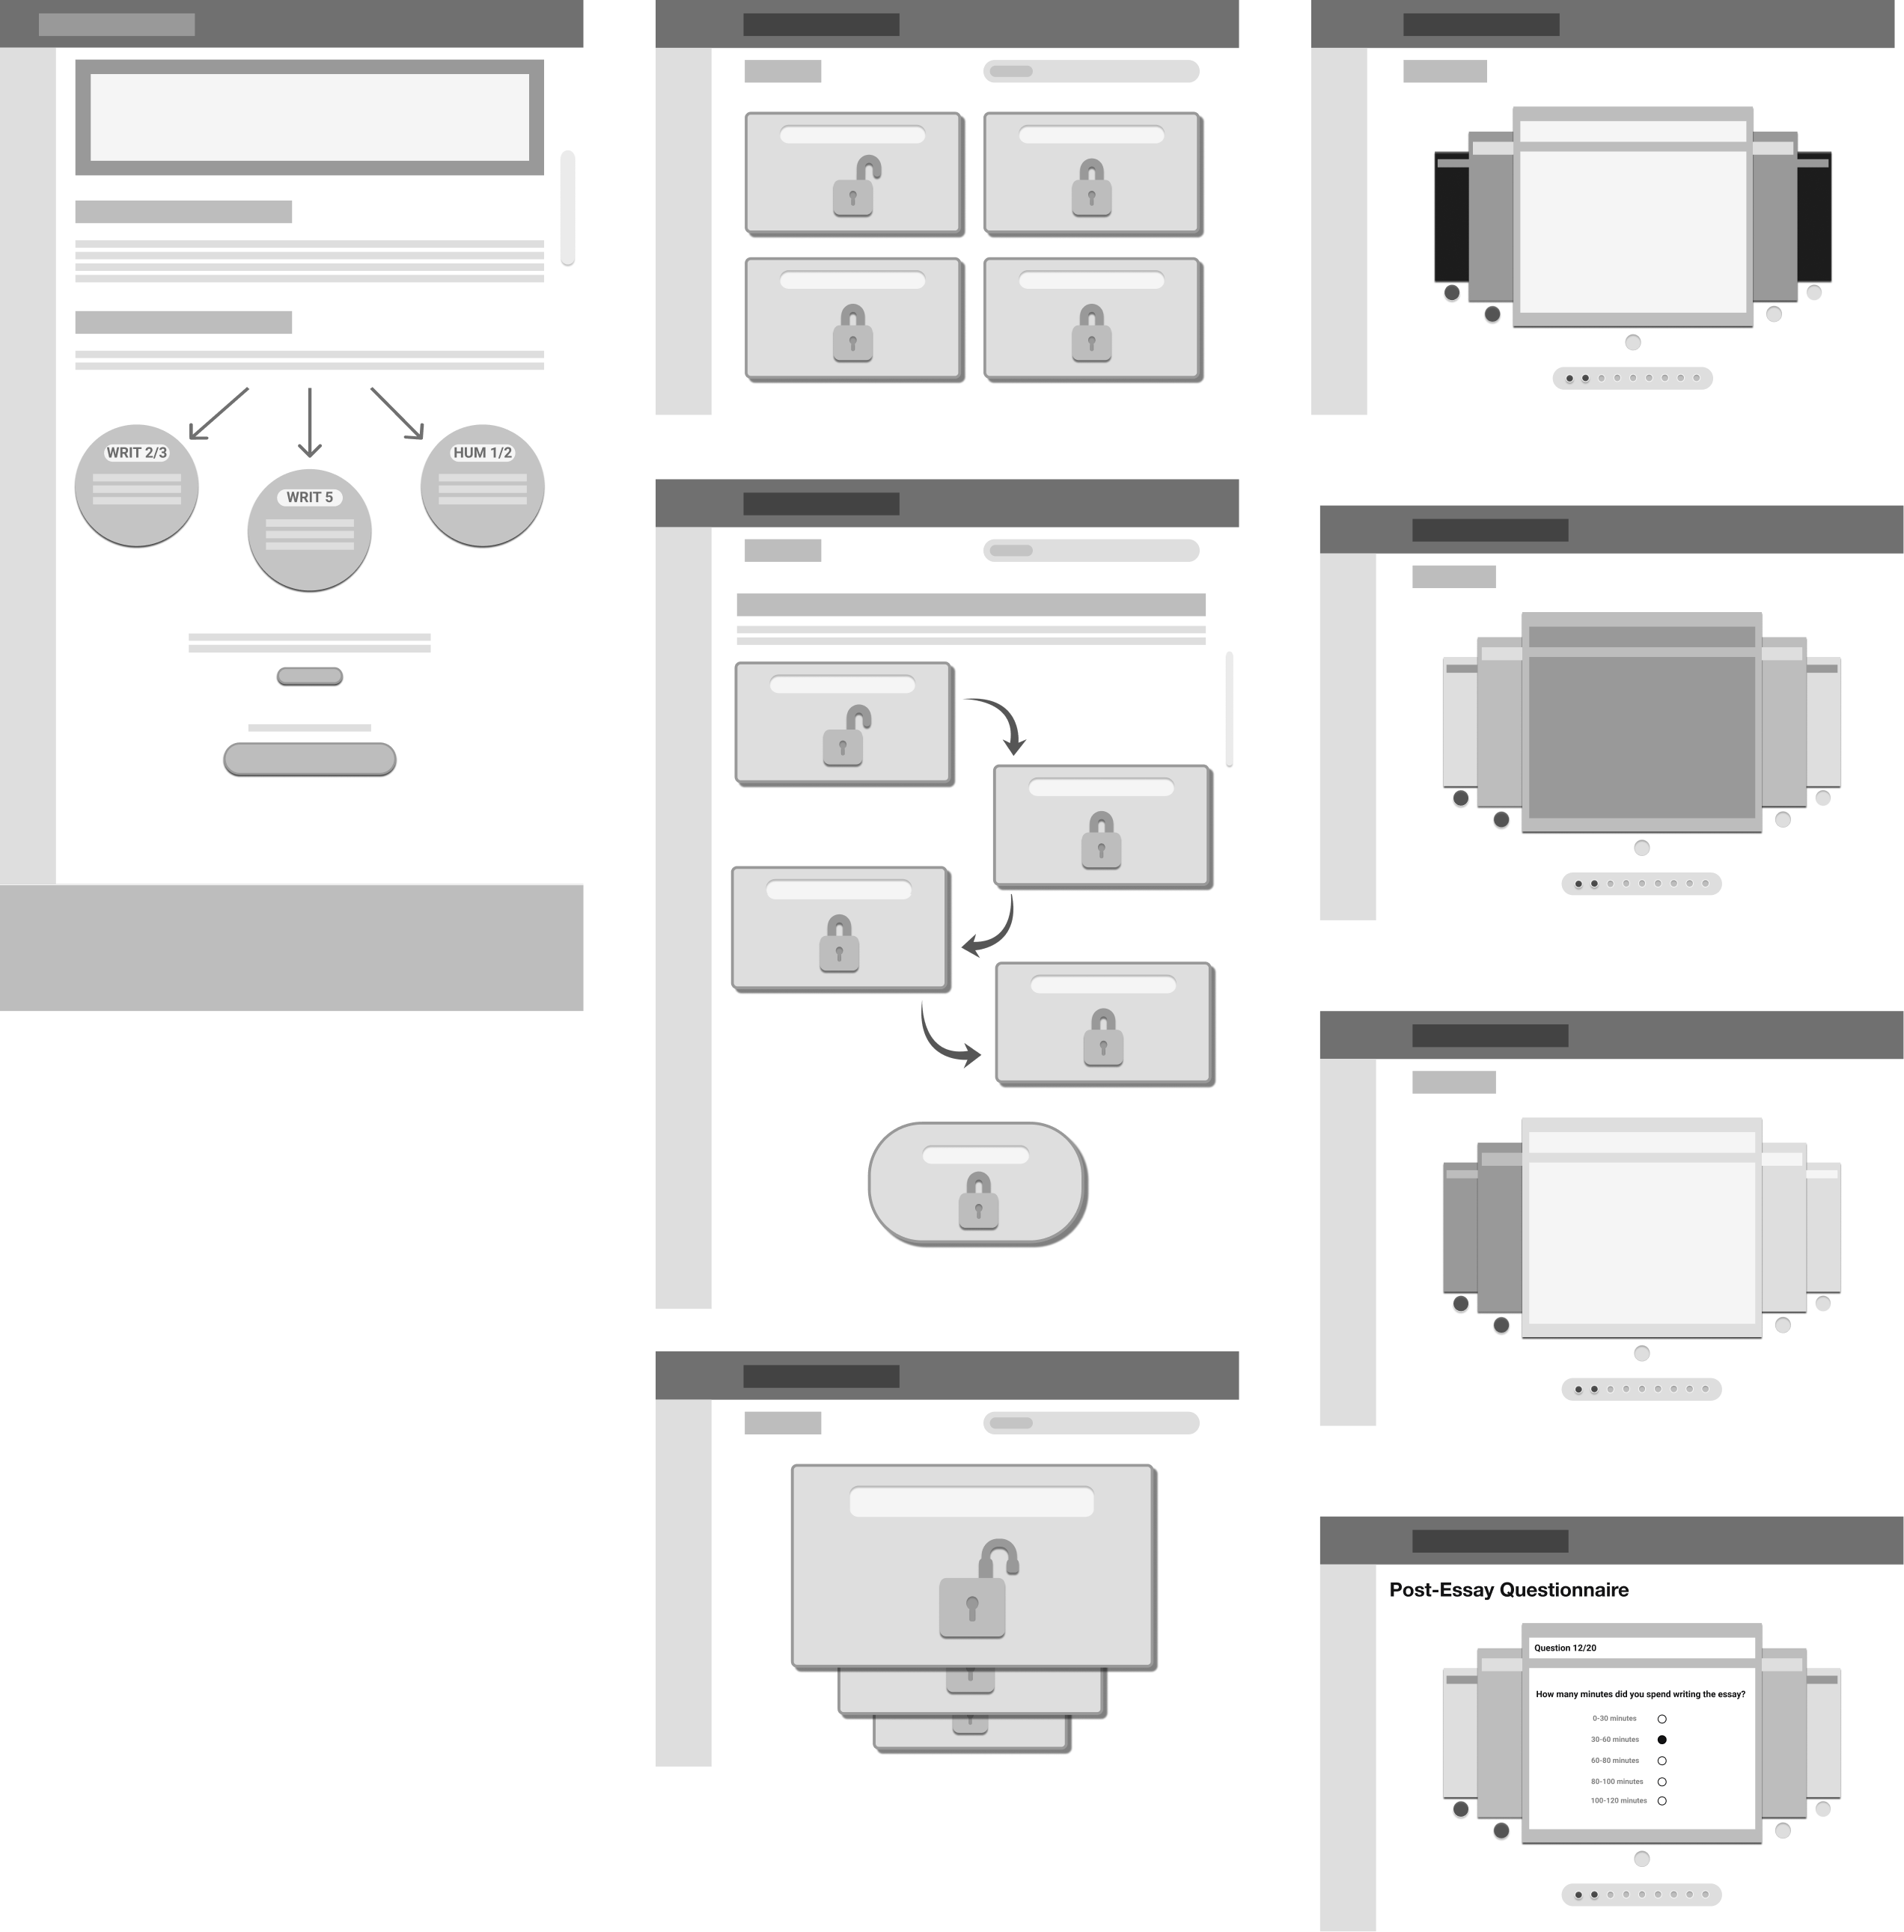 WRIT 2/3
WRIT 5
HUM 1/2
Post-Essay Questionnaire
Question 12/20
How many minutes did you spend writing the essay?
0-30 minutes
30-60 minutes
60-80 minutes
80-100 minutes
100-120 minutes